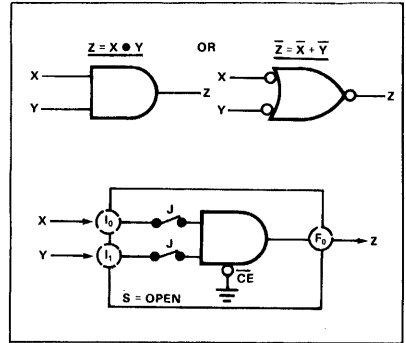 Z = X ● Y OR Z̅ = X̅ + Y̅
X
Y
Z
X
Y
Z
X I₀ J
Y I₁ J
F₀ Z
C̅E̅
S = OPEN